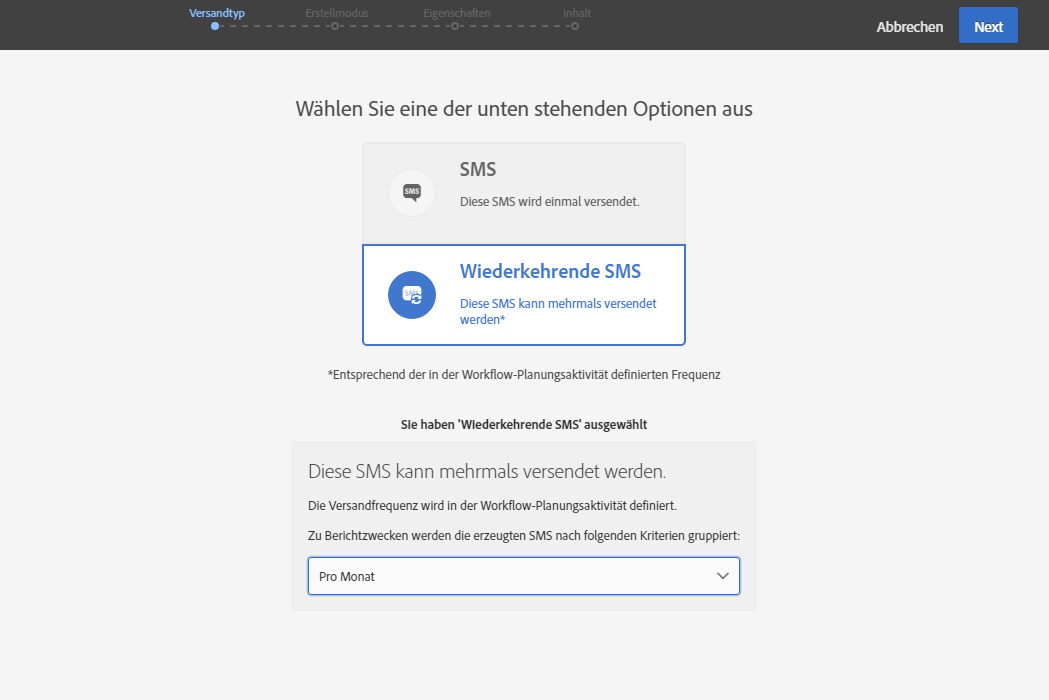 Versandtyp Erstellmodus Eigenschaften Inhalt
Abbrechen Next
Wählen Sie eine der unten stehenden Optionen aus
SMS
SMS
Diese SMS wird einmal versendet.
SMS
Wiederkehrende SMS
Diese SMS kann mehrmals versendet
werden*
*Entsprechend der in der Workflow-Planungsaktivität definierten Frequenz
Sie haben 'Wiederkehrende SMS' ausgewählt
Diese SMS kann mehrmals versendet werden.
Die Versandfrequenz wird in der Workflow-Planungsaktivität definiert.
Zu Berichtzwecken werden die erzeugten SMS nach folgenden Kriterien gruppiert:
Pro Monat